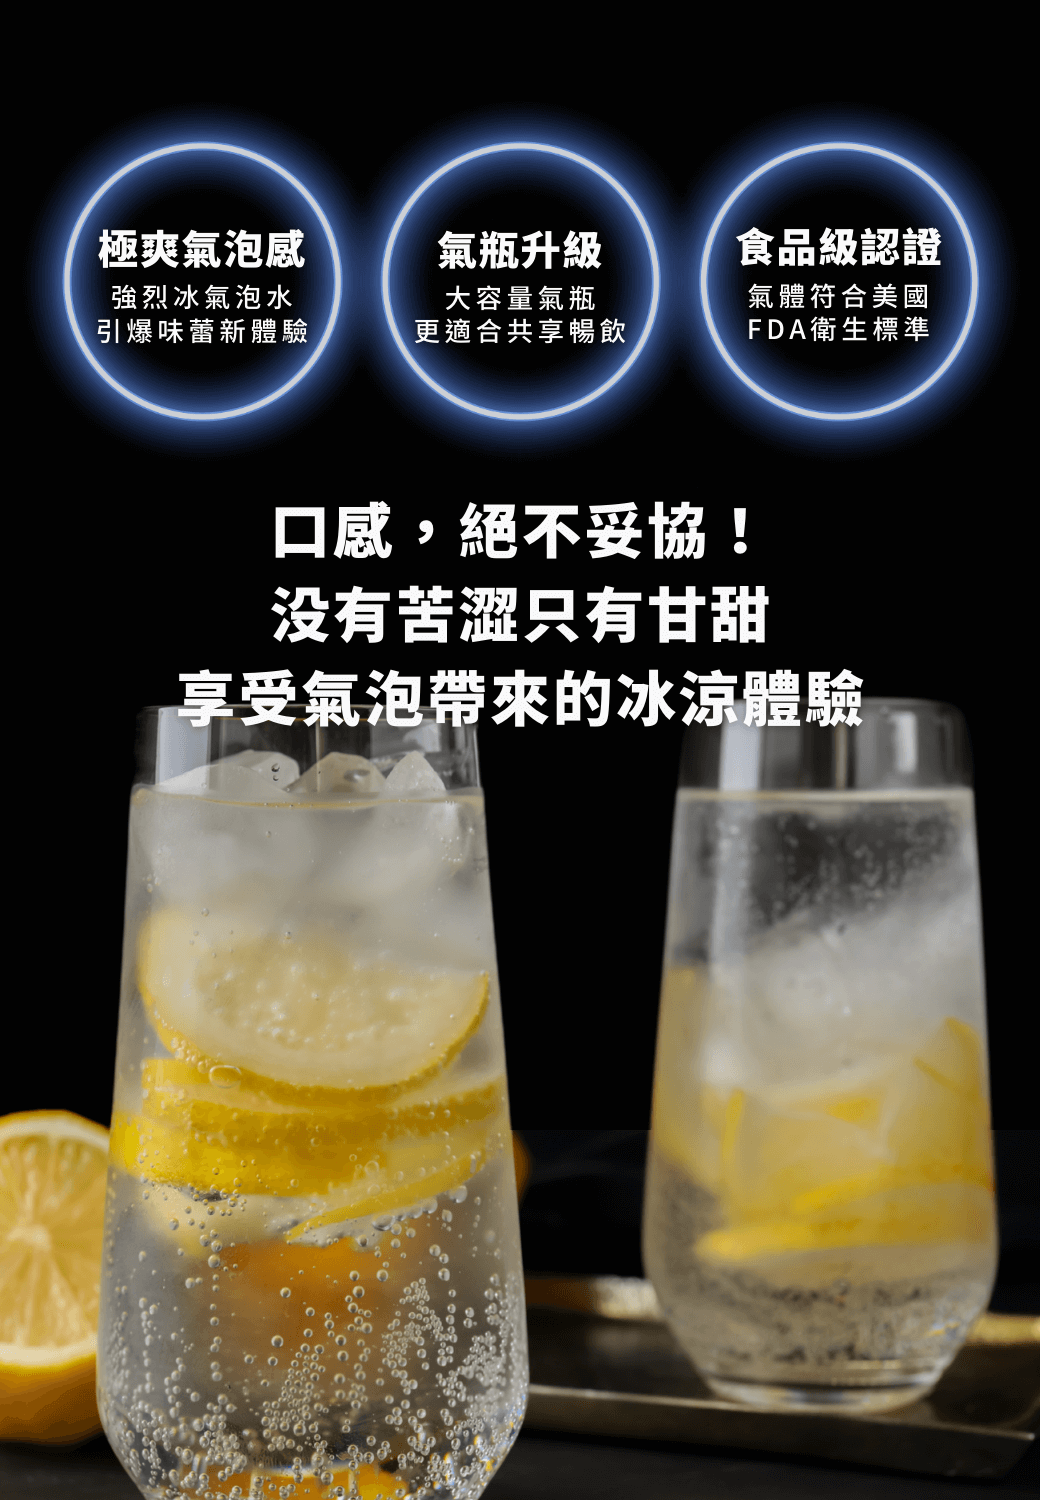 極爽氣泡感
強烈冰氣泡水
引爆味蕾新體驗
氣瓶升級
大容量氣瓶
更適合共享暢飲
食品級認證
氣體符合美國
FDA衛生標準
口感，絕不妥協！
没有苦澀只有甘甜
享受氣泡帶來的冰涼體驗